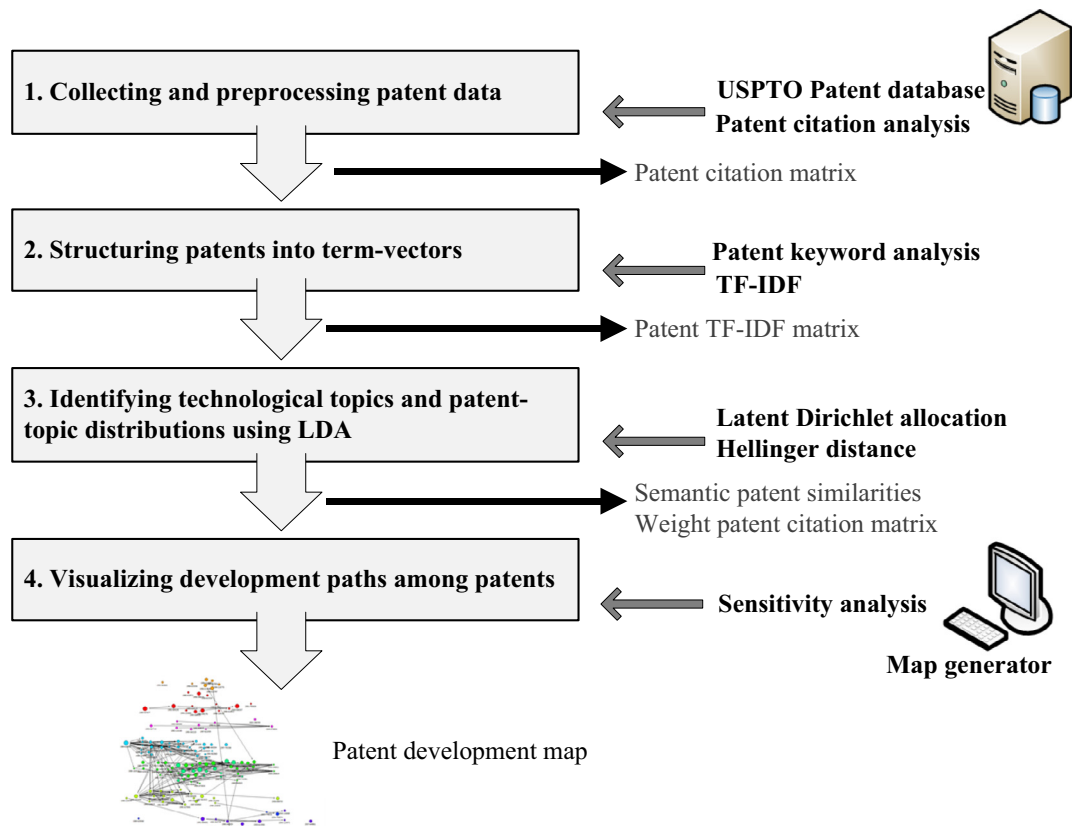 1. Collecting and preprocessing patent data
USPTO Patent database
Patent citation analysis
Patent citation matrix
2. Structuring patents into term-vectors
Patent keyword analysis
TF-IDF
Patent TF-IDF matrix
3. Identifying technological topics and patent-
topic distributions using LDA
Latent Dirichlet allocation
Hellinger distance
Semantic patent similarities
Weight patent citation matrix
4. Visualizing development paths among patents
Sensitivity analysis
Map generator
Patent development map